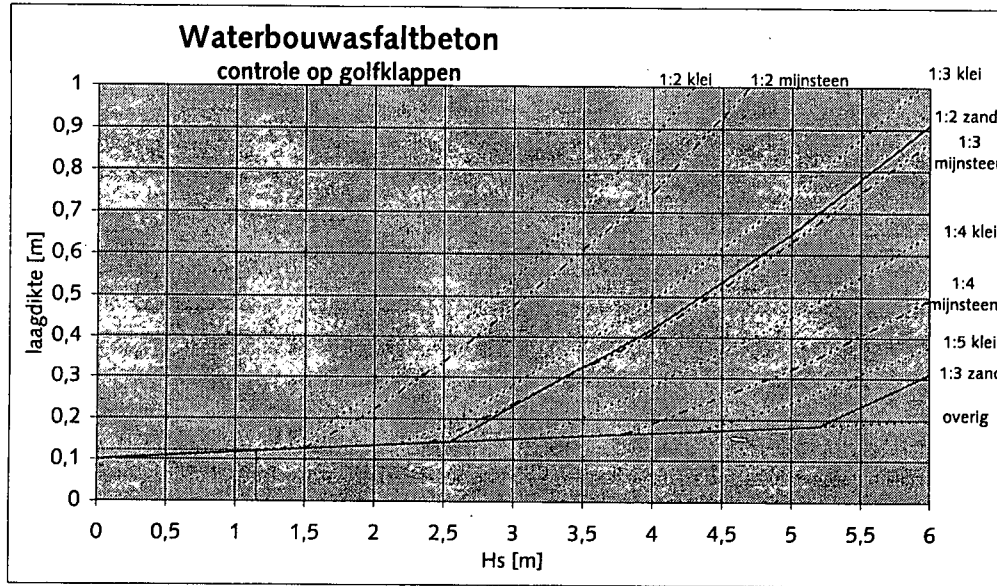 Waterbouwasfaltbeton
controle op golfklappen
1:2 klei
1:2 mijnsteen
1:3 klei
1:2 zand
1:3
mijnsteen
1:4 klei
1:4
mijnsteen
1:5 klei
1:3 zand
overig
laagdikte [m]
1
0,9
0,8
0,7
0,6
0,5
0,4
0,3
0,2
0,1
0
0 0,5 1 1,5 2 2,5 3 3,5 4 4,5 5 5,5 6
Hs [m]